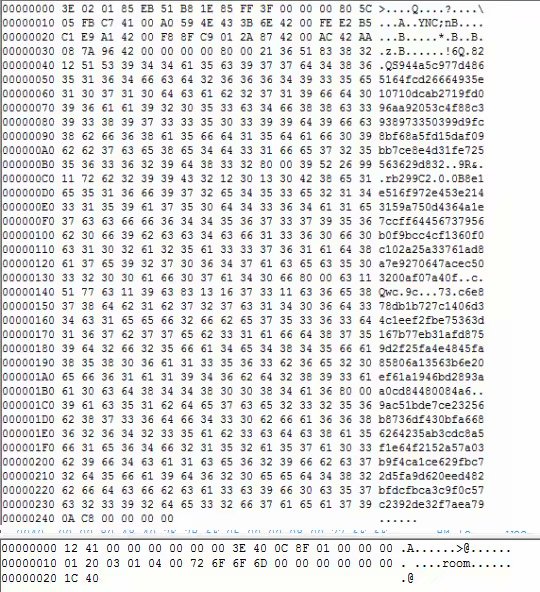 00000000 3E 02 01 85 EB 51 B8 1E 85 FF 3F 00 00 00 80 5C >....Q....?....\
00000010 05 FB C7 41 00 A0 59 4E 43 3B 6E 42 00 FE E2 B5 ...A..YNC;nB....
00000020 C1 E9 A1 42 00 F8 8F C9 01 2A 87 42 00 AC 42 AA ...B.....*.B..B.
00000030 08 7A 96 42 00 00 00 00 80 00 21 36 51 83 38 32 .z.B......!6Q.82
00000040 12 51 53 39 34 34 61 35 63 39 37 37 64 34 38 36 .QS944a5c977d486
00000050 35 31 36 34 66 63 64 32 36 36 36 34 39 33 35 65 5164fcd26664935e
00000060 31 30 37 31 30 64 63 61 62 32 37 31 39 66 64 30 10710dcab2719fd0
00000070 39 36 61 61 39 32 30 35 33 63 34 66 38 38 63 33 96aa92053c4f88c3
00000080 39 33 38 39 37 33 33 35 30 33 39 39 64 39 66 63 938973350399d9fc
00000090 38 62 66 36 38 61 35 66 64 31 35 64 61 66 30 39 8bf68a5fd15daf09
000000A0 62 62 37 63 65 38 65 34 64 33 31 66 65 37 32 35 bb7ce8e4d31fe725
000000B0 35 36 33 36 32 39 64 38 33 32 80 00 39 52 26 99 563629d832..9R&.
000000C0 11 72 62 32 39 39 43 32 12 30 13 30 42 38 65 31 .rb299C2.0.0B8e1
000000D0 65 35 31 36 66 39 37 32 65 34 35 33 65 32 31 34 e516f972e453e214
000000E0 33 31 35 39 61 37 35 30 64 34 33 36 34 61 31 65 3159a750d4364a1e
000000F0 37 63 63 66 66 36 34 34 35 36 37 33 37 39 35 36 7ccff64456737956
00000100 62 30 66 39 62 63 63 34 63 66 31 33 36 30 66 30 b0f9bcc4cf1360f0
00000110 63 31 30 32 61 32 35 61 33 33 37 36 31 61 64 38 c102a25a33761ad8
00000120 61 37 65 39 32 37 30 36 34 37 61 63 65 63 35 30 a7e9270647acec50
00000130 33 32 30 30 61 66 30 37 61 34 30 66 80 00 63 11 3200af07a40f..c.
00000140 51 77 63 11 39 63 83 13 16 37 33 11 63 36 65 38 Qwc.9c...73.c6e8
00000150 37 38 64 62 31 62 37 32 37 63 31 34 30 36 64 33 78db1b727c1406d3
00000160 34 63 31 65 65 66 32 66 62 65 37 35 33 36 33 64 4c1eef2fbe75363d
00000170 31 36 37 62 37 37 65 62 33 31 61 66 64 38 37 35 167b77eb31afd875
00000180 39 64 32 66 32 35 66 61 34 65 34 38 34 35 66 61 9d2f25fa4e4845fa
00000190 38 35 38 30 36 61 31 33 35 36 33 62 36 65 32 30 85806a13563b6e20
000001A0 65 66 36 31 61 31 39 34 36 62 64 32 38 39 33 61 ef61a1946bd2893a
000001B0 61 30 63 64 38 34 34 38 30 30 38 34 61 36 80 00 a0cd84480084a6..
000001C0 39 61 63 35 31 62 64 65 37 63 65 32 33 32 35 36 9ac51bde7ce23256
000001D0 62 38 37 33 36 64 66 34 33 30 62 66 61 36 36 38 b8736df430bfa668
000001E0 36 32 36 34 32 33 35 61 62 33 63 64 63 38 61 35 6264235ab3cdc8a5
000001F0 66 31 65 36 34 66 32 31 35 32 61 35 37 61 30 33 f1e64f2152a57a03
00000200 62 39 66 34 63 61 31 63 65 36 32 39 66 62 63 37 b9f4ca1ce629fbc7
00000210 32 64 35 66 61 39 64 36 32 30 65 65 64 34 38 32 2d5fa9d620eed482
00000220 62 66 64 63 66 62 63 61 33 63 39 66 30 63 35 37 bfdcfbca3c9f0c57
00000230 63 32 33 39 32 64 65 33 32 66 37 61 65 61 37 39 c2392de32f7aea79
00000240 0A C8 00 00 00 00 ......
00000000 12 41 00 00 00 00 00 00 00 3E 40 0C 8F 01 00 00 00 .A.......>@......
00000010 01 20 03 01 04 00 72 6F 6F 6D 00 00 00 00 00 00 . ....room......
00000020 1C 40 .@